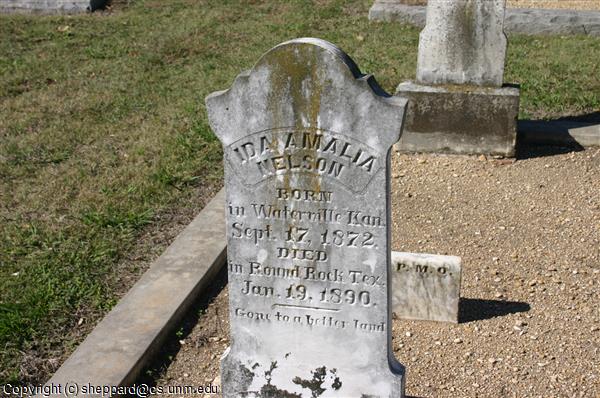 IDA AMALIA
NELSON
BORN
in Waterville Kan.
Sept. 17, 1872.
DIED
in Round Rock Tex.
Jan. 19, 1890.
Gone to a better land
P.M.O.
Copyright (C) sheppard@cs.unm.edu